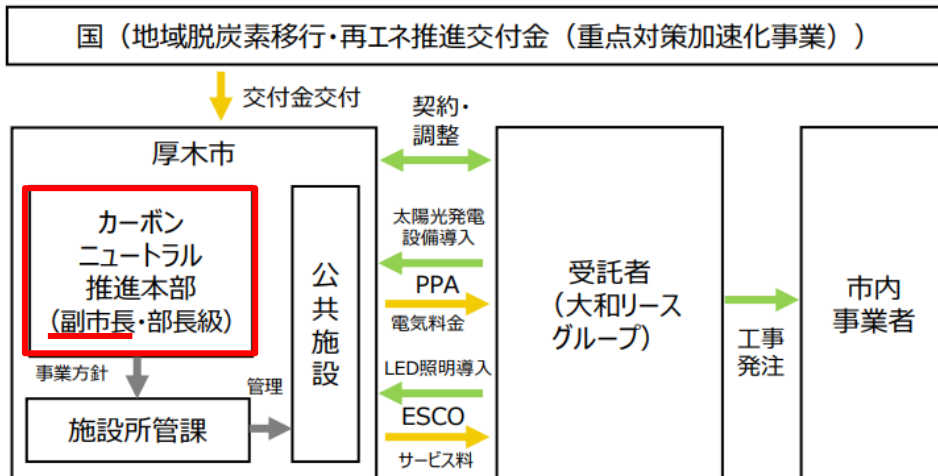 国（地域脱炭素移行・再エネ推進交付金（重点対策加速化事業））
交付金交付
厚木市
カーボン
ニュートラル
推進本部
（副市長・部長級）
事業方針
施設所管課
管理
公共施設
契約・
調整
太陽光発電
設備導入
PPA
電気料金
LED照明導入
ESCO
サービス料
受託者
（大和リース
グループ）
工事
発注
市内
事業者